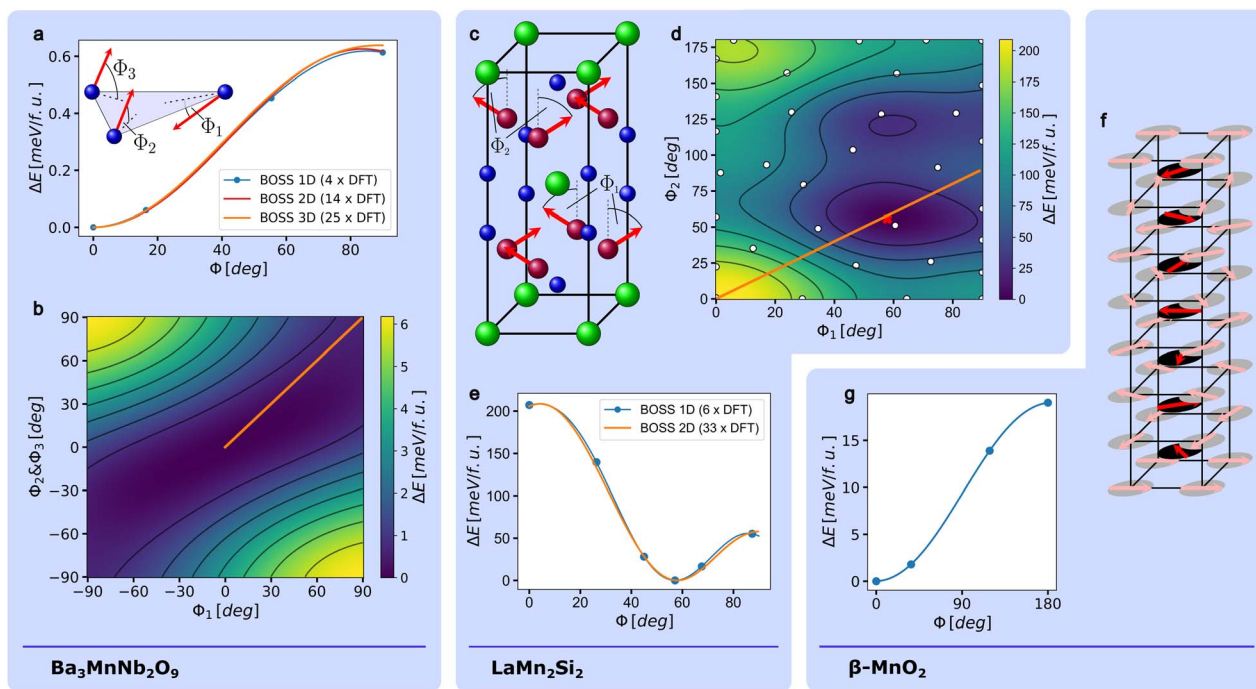 a
0.6
0.4
0.2
0.0
ΔE [meV/f. u.]
Φ₃
Φ₂
Φ₁
BOSS 1D (4 x DFT)
BOSS 2D (14 x DFT)
BOSS 3D (25 x DFT)
0 20 40 60 80
Φ [deg]
b
90
60
30
0
−30
−60
−90
Φ₂&Φ₃ [deg]
−90 −60 −30 0 30 60 90
Φ₁ [deg]
6
5
4
3
2
1
0
ΔE [meV/f. u.]
Ba₃MnNb₂O₉
c
Φ₂
Φ₁
d
175
150
125
100
75
50
25
0
Φ₂ [deg]
0 20 40 60 80
Φ₁ [deg]
200
175
150
125
100
75
50
25
0
ΔE [meV/f. u.]
e
200
150
100
50
0
ΔE [meV/f. u.]
BOSS 1D (6 x DFT)
BOSS 2D (33 x DFT)
0 20 40 60 80
Φ [deg]
LaMn₂Si₂
f
g
19
14
10
5
0
ΔE [meV/f. u.]
0 90 180
Φ [deg]
β-MnO₂